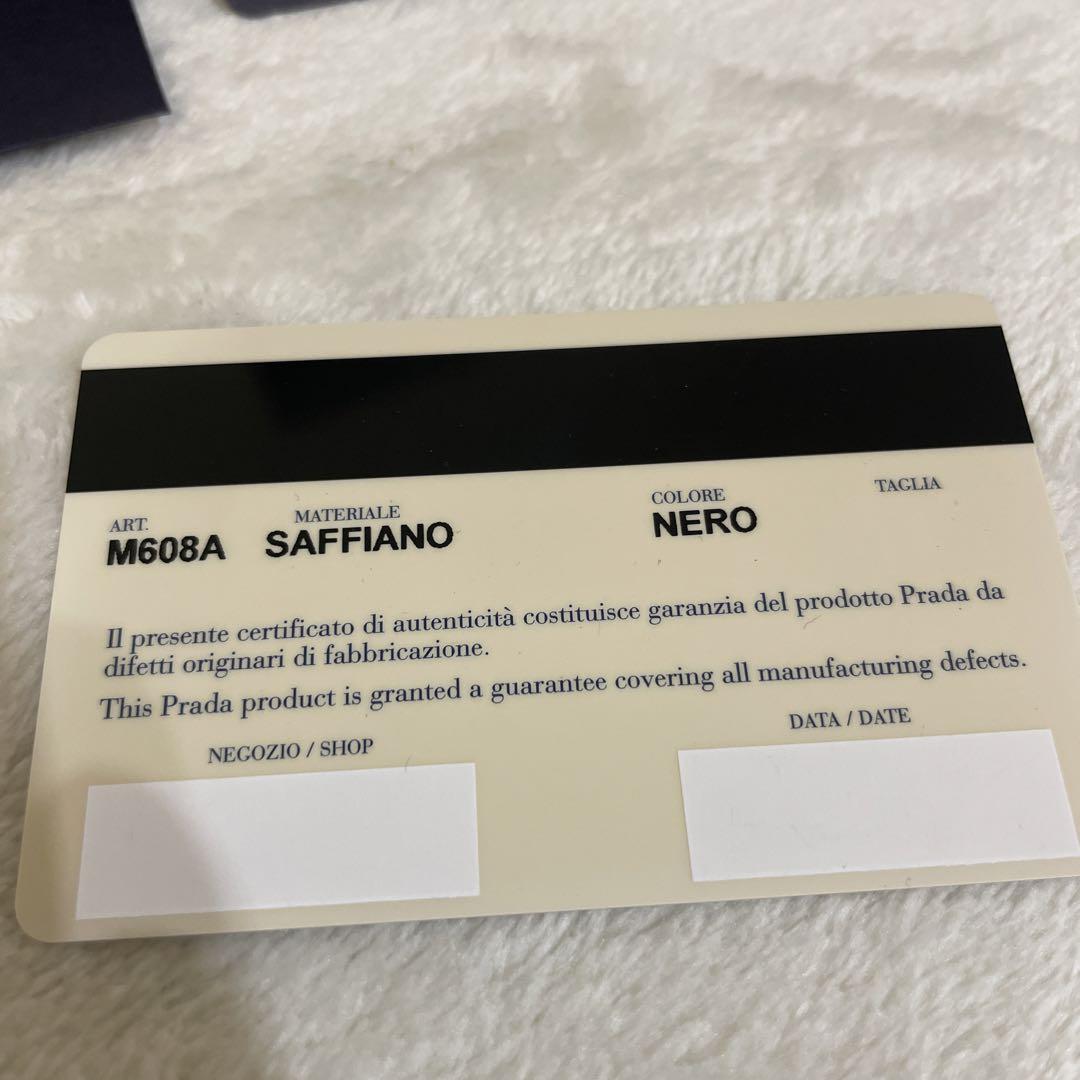 ART. MATERIALE COLORE TAGLIA
M608A SAFFIANO NERO
Il presente certificato di autenticità costituisce garanzia del prodotto Prada da
difetti originari di fabbricazione.
This Prada product is granted a guarantee covering all manufacturing defects.
NEGOZIO / SHOP DATA / DATE